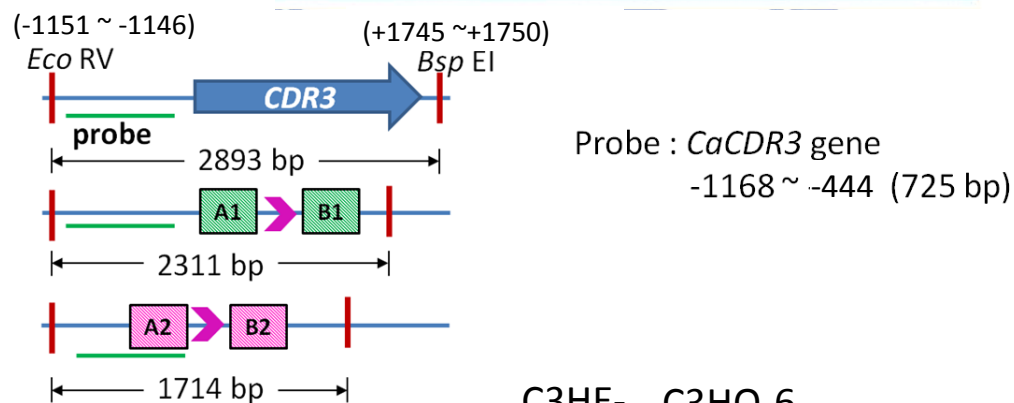 (-1151 ~ -1146)
(+1745 ~+1750)
Eco RV
Bsp EI
CDR3
probe
2893 bp
Probe : CaCDR3 gene
-1168 ~ -444 (725 bp)
A1
B1
2311 bp
A2
B2
1714 bp